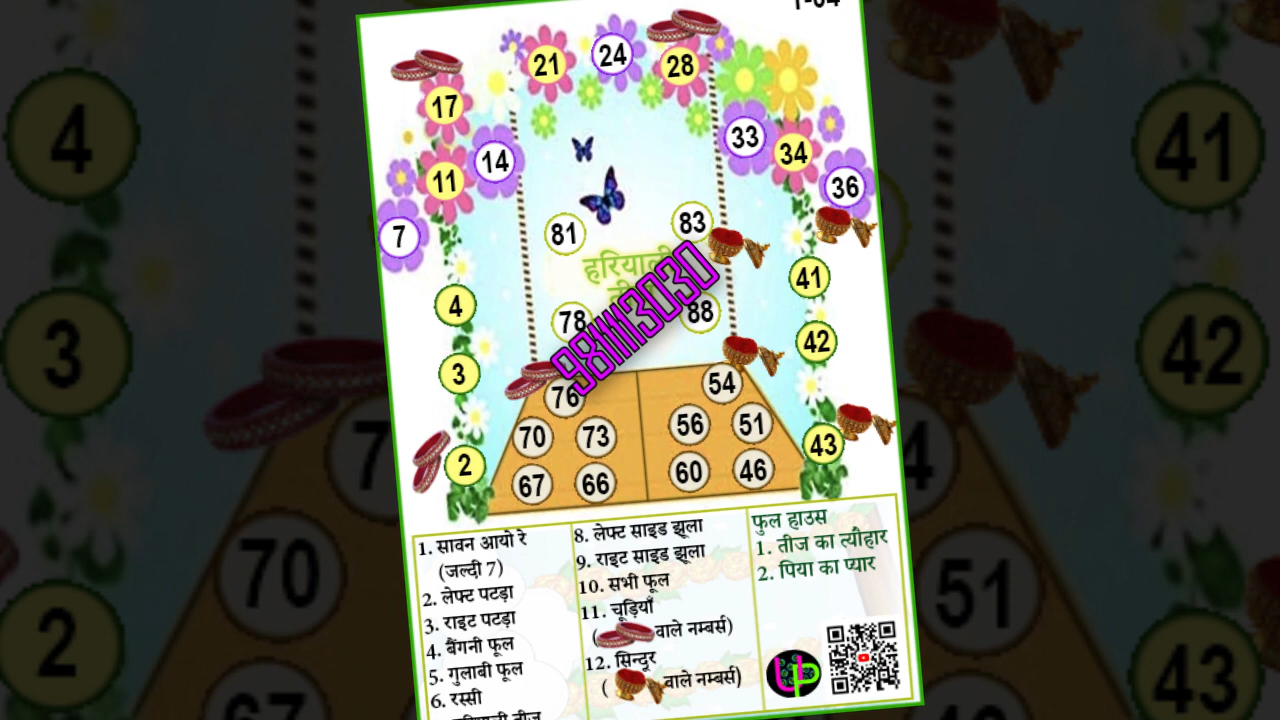 21 24 28
17
33 34
14
11
36
7
81 83
हरियाली
4 41
78 88
9811113030
3 42
76 54
70 73 56 51
2 43
67 66 60 46
1. सावन आयो रे
(जल्दी 7)
2. लेफ्ट पटड़ा
3. राइट पटड़ा
4. बैंगनी फूल
5. गुलाबी फूल
6. रस्सी
8. लेफ्ट साइड झूला
9. राइट साइड झूला
10. सभी फूल
11. चूड़ियाँ
( वाले नम्बर्स)
12. सिन्दूर
( वाले नम्बर्स)
फुल हाउस
1. तीज का त्यौहार
2. पिया का प्यार
UP